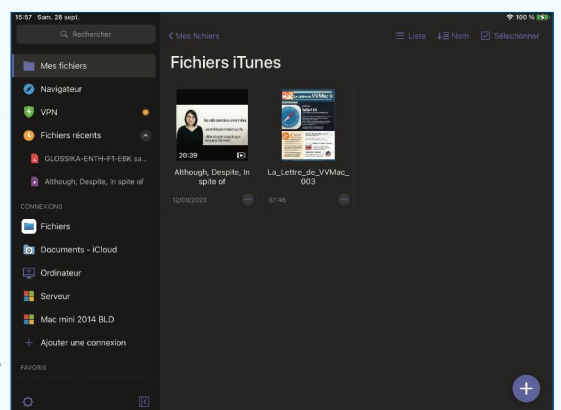 15:57 Sam. 26 sept.
100 %
Rechercher
Mes fichiers
Navigateur
VPN
Fichiers récents
GLOSSIKA-ENTH-F1-EBK sa...
Although, Despite, In spite of
CONNEXIONS
Fichiers
Documents - iCloud
Ordinateur
Serveur
Mac mini 2014 BLD
Ajouter une connexion
FAVORIS
Mes fichiers
Liste
Nom
Sélectionner
Fichiers iTunes
20:39
Although, Despite, In
spite of
12/09/2020
La_Lettre_de_VVMac_
003
07:46